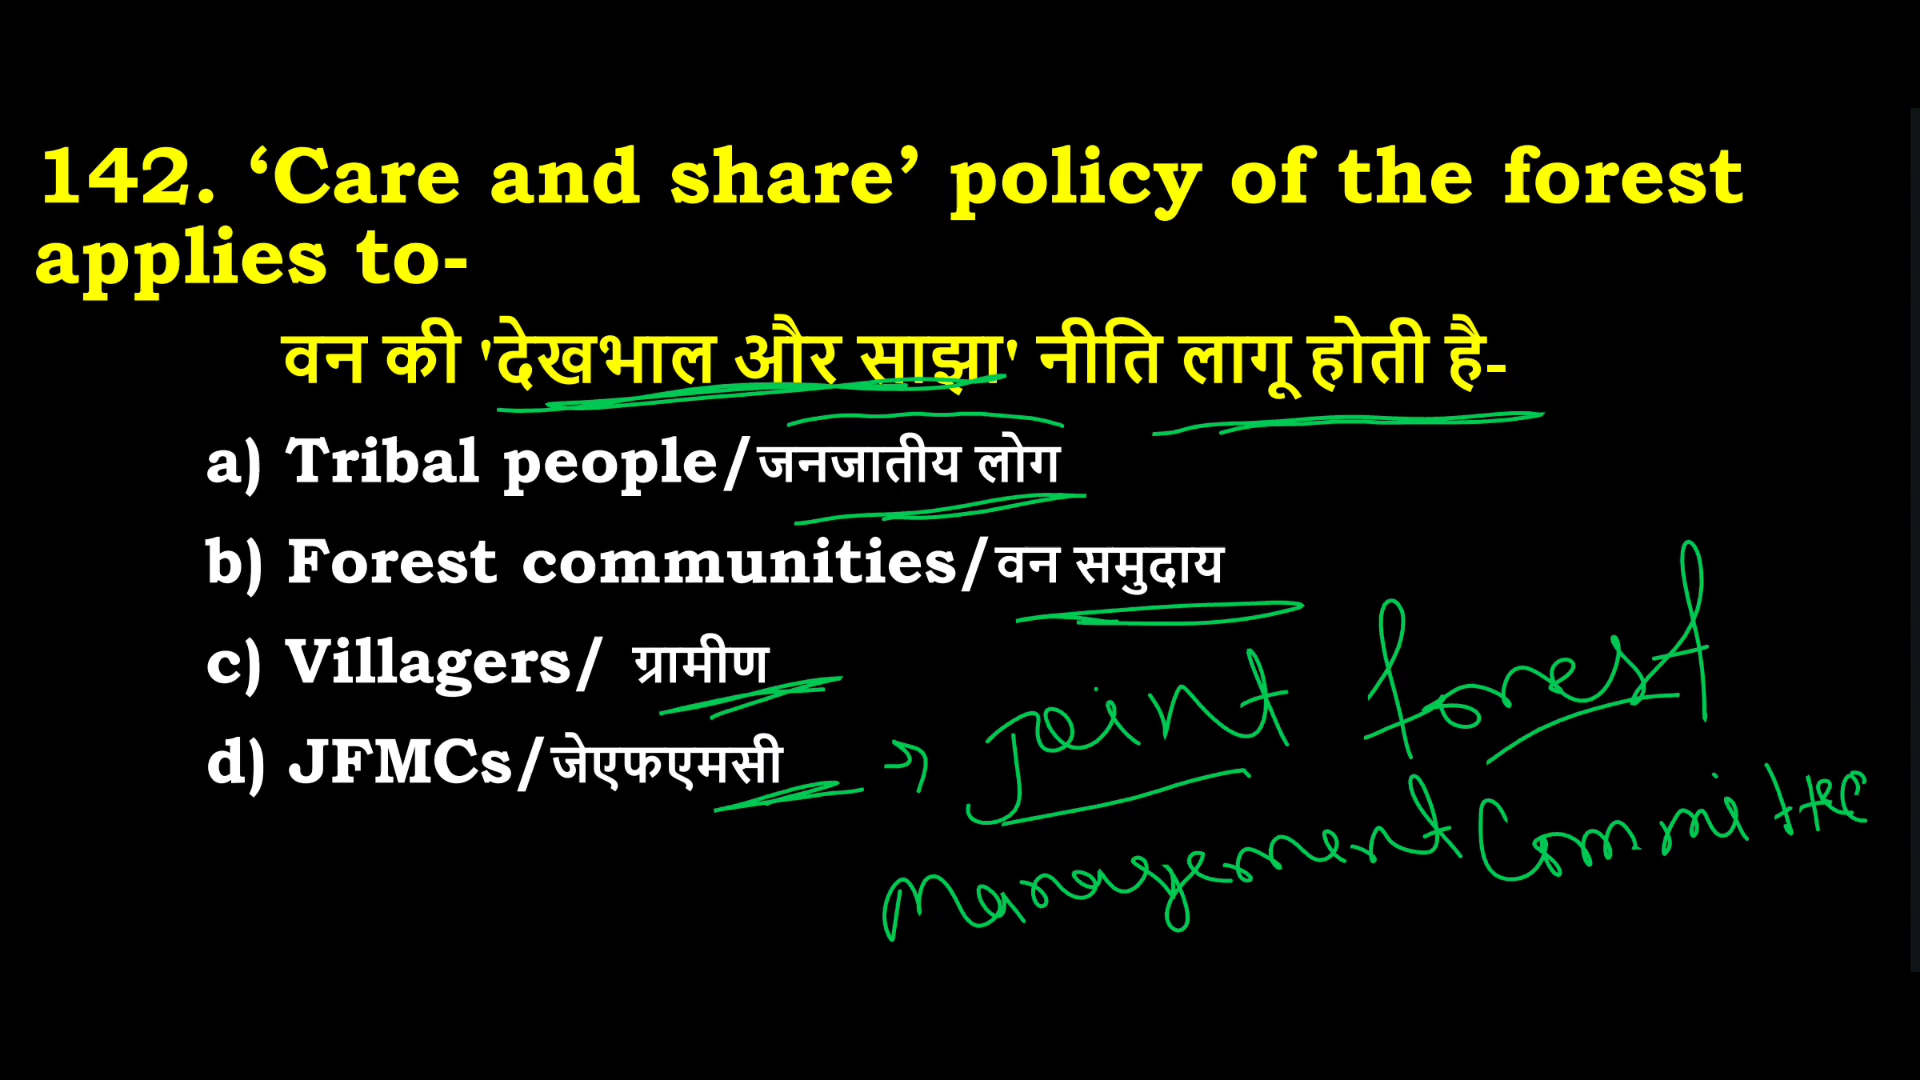 142. ‘Care and share’ policy of the forest
applies to-
वन की 'देखभाल और साझा' नीति लागू होती है-
a) Tribal people/जनजातीय लोग
b) Forest communities/वन समुदाय
c) Villagers/ ग्रामीण
d) JFMCs/जेएफएमसी
→ Joint forest
Management Committee